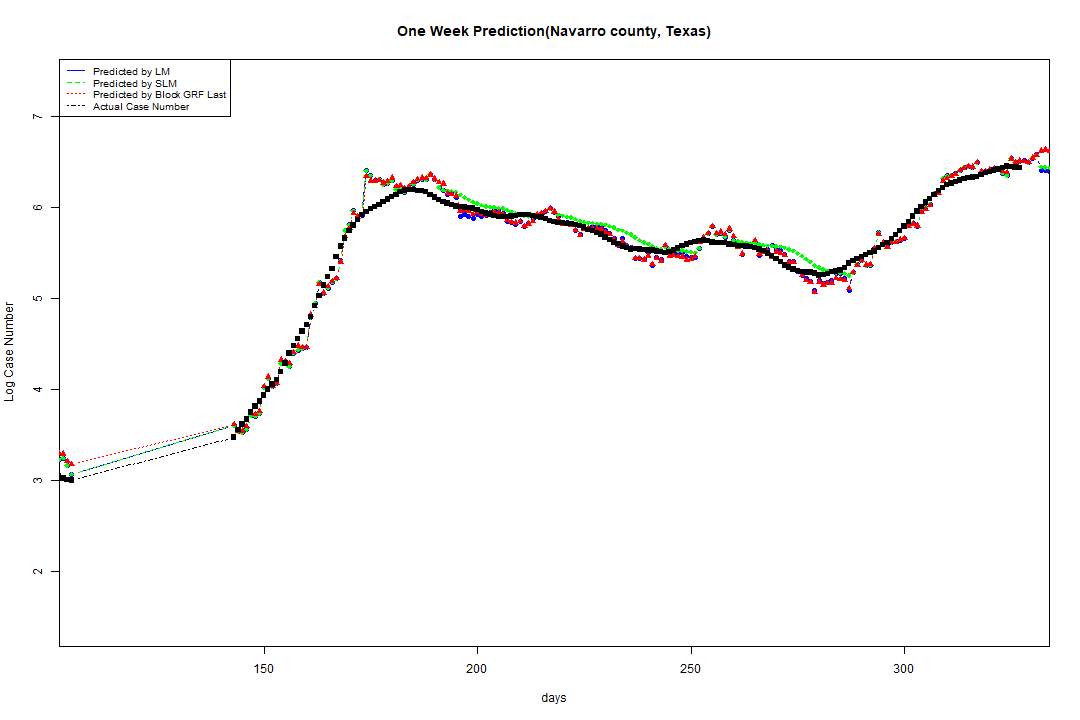 One Week Prediction(Navarro county, Texas)
Predicted by LM
Predicted by SLM
Predicted by Block GRF Last
Actual Case Number
7
6
5
4
3
2
Log Case Number
150 200 250 300
days